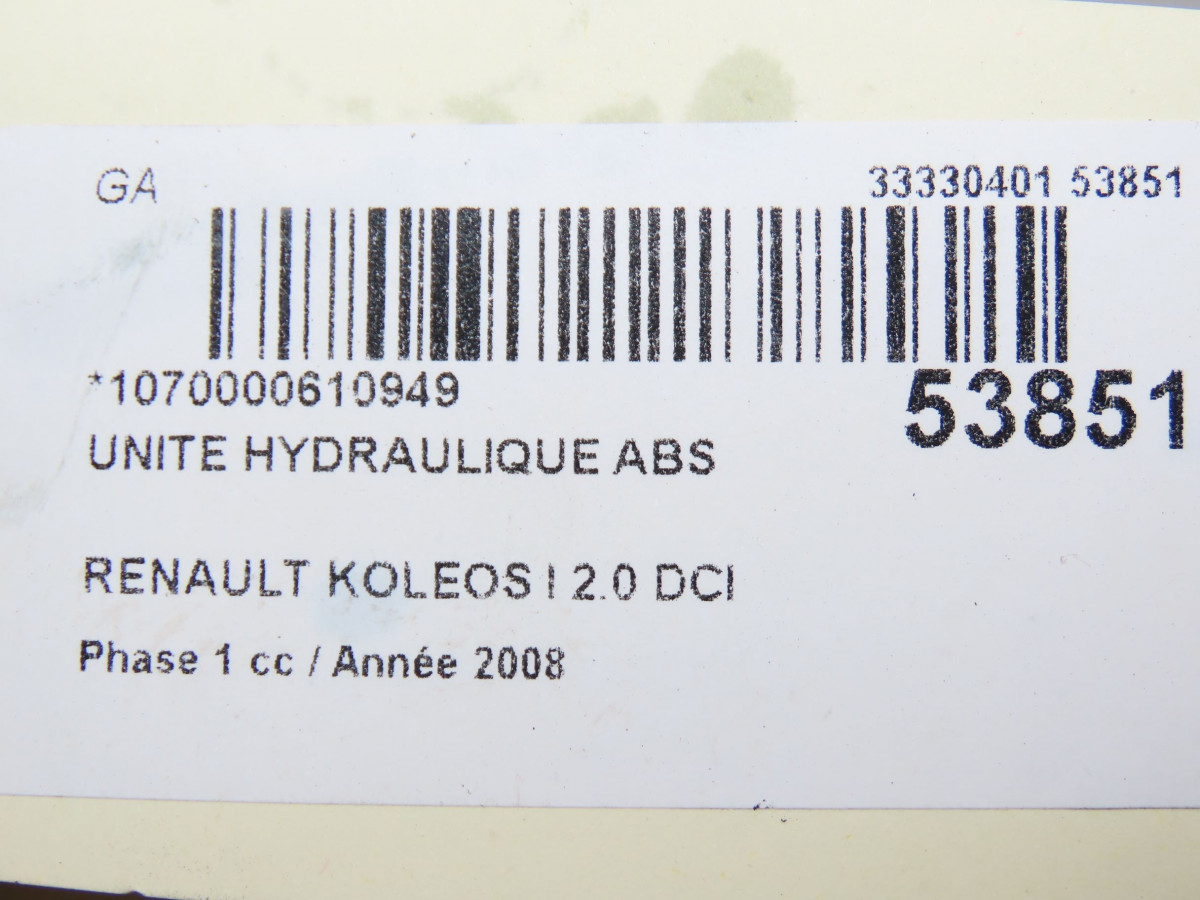 GA 33330401 53851
*1070000610949
53851
UNITE HYDRAULIQUE ABS
RENAULT KOLEOS I 2.0 DCI
Phase 1 cc / Année 2008